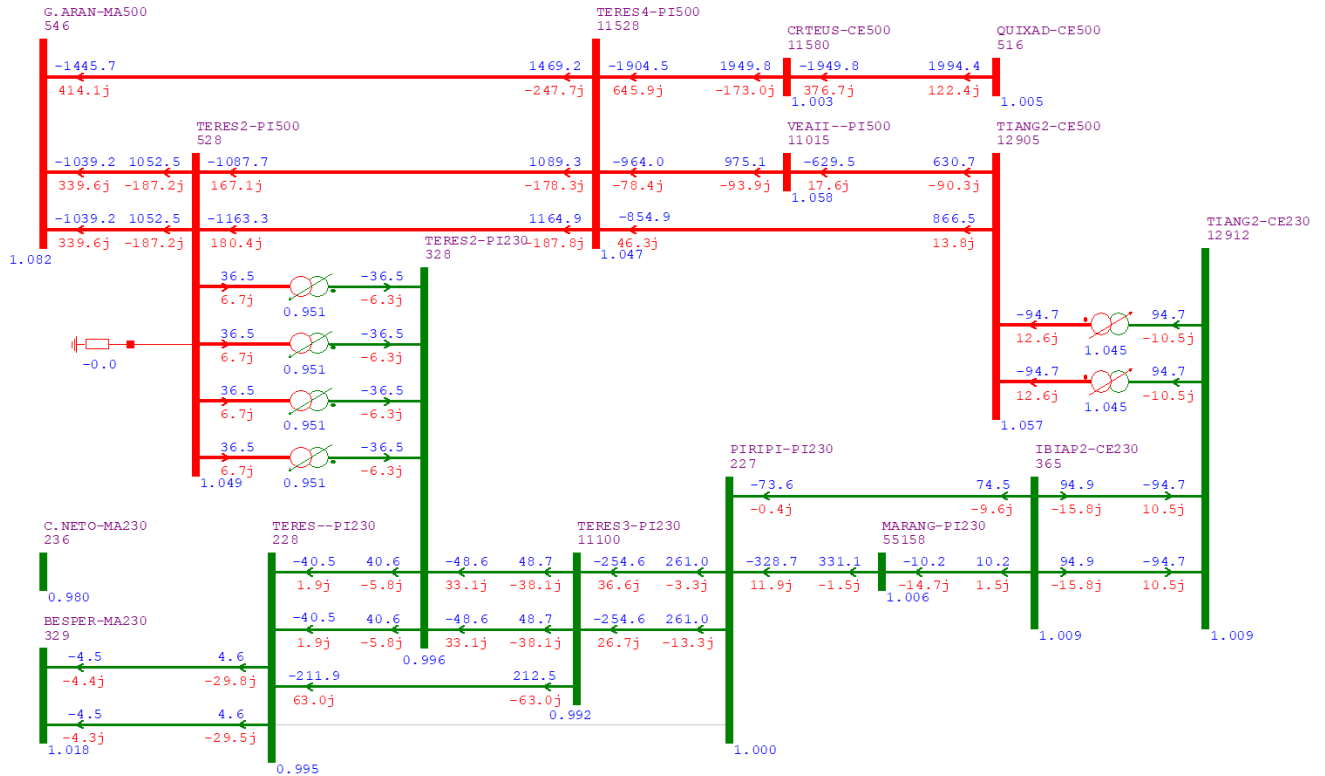 G.ARAN-MA500
546
TERES4-PI500
11528
CRTEUS-CE500
11580
QUIXAD-CE500
516
-1445.7 1469.2 -1904.5 1949.8 -1949.8 1994.4
414.1j -247.7j 645.9j -173.0j 376.7j 122.4j
1.003 1.005
TERES2-PI500
528
VEAII--PI500
11015
TIANG2-CE500
12905
-1039.2 1052.5 -1087.7 1089.3 -964.0 975.1 -629.5 630.7
339.6j -187.2j 167.1j -178.3j -78.4j -93.9j 17.6j -90.3j
1.058
-1039.2 1052.5 -1163.3 1164.9 -854.9 866.5
339.6j -187.2j 180.4j -187.8j 46.3j 13.8j
1.082 1.047
TERES2-PI230
328
TIANG2-CE230
12912
36.5 -36.5
6.7j -6.3j
0.951
36.5 -36.5
6.7j -6.3j
0.951
-0.0
36.5 -36.5
6.7j -6.3j
0.951
36.5 -36.5
6.7j -6.3j
0.951
1.049
-94.7 94.7
12.6j -10.5j
1.045
-94.7 94.7
12.6j -10.5j
1.045
1.057
PIRIPI-PI230
227
IBIAP2-CE230
365
-73.6 74.5 94.9 -94.7
-0.4j -9.6j -15.8j 10.5j
C.NETO-MA230
236
TERES--PI230
228
TERES3-PI230
11100
MARANG-PI230
55158
-40.5 40.6 -48.6 48.7 -254.6 261.0 -328.7 331.1 -10.2 10.2 94.9 -94.7
1.9j -5.8j 33.1j -38.1j 36.6j -3.3j 11.9j -1.5j -14.7j 1.5j -15.8j 10.5j
0.980 1.006
BESPER-MA230
329
-40.5 40.6 -48.6 48.7 -254.6 261.0
1.9j -5.8j 33.1j -38.1j 26.7j -13.3j
1.009 1.009
0.996
-4.5 4.6
-4.4j -29.8j
-211.9 212.5
63.0j -63.0j
0.992
-4.5 4.6
-4.3j -29.5j
1.018 1.000
0.995